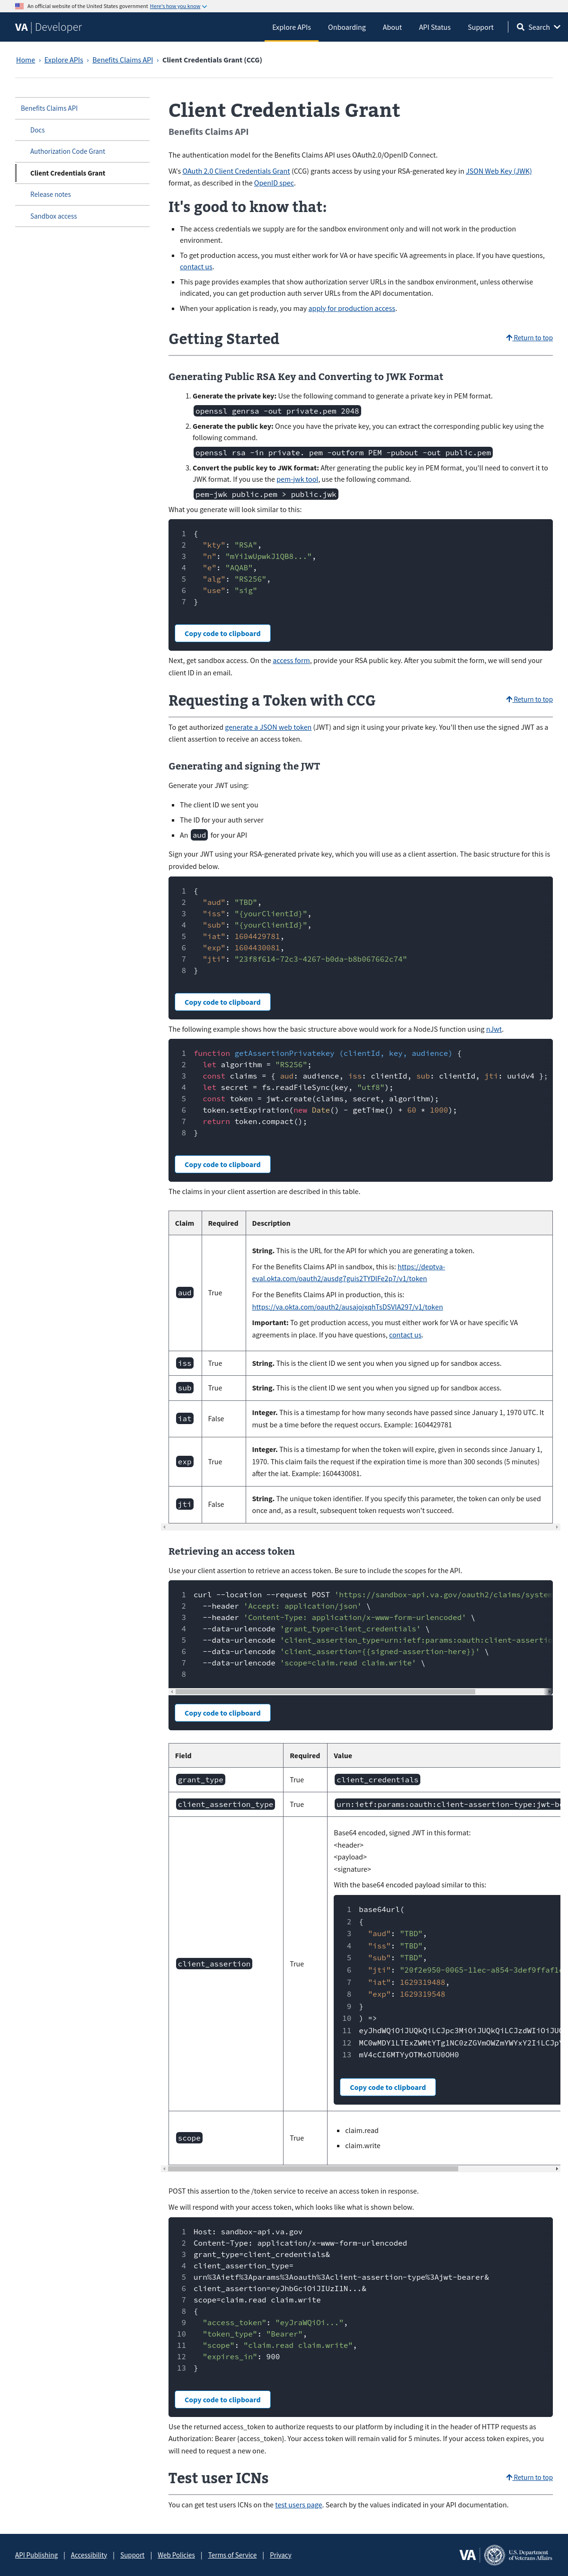 An official website of the United States government Here's how you know
VA | Developer
Explore APIs
Onboarding
About
API Status
Support
Search
Home › Explore APIs › Benefits Claims API › Client Credentials Grant (CCG)
Benefits Claims API
Docs
Authorization Code Grant
Client Credentials Grant
Release notes
Sandbox access
Client Credentials Grant
Benefits Claims API
The authentication model for the Benefits Claims API uses OAuth2.0/OpenID Connect.
VA's OAuth 2.0 Client Credentials Grant (CCG) grants access by using your RSA-generated key in JSON Web Key (JWK)
format, as described in the OpenID spec.
It's good to know that:
• The access credentials we supply are for the sandbox environment only and will not work in the production
environment.
• To get production access, you must either work for VA or have specific VA agreements in place. If you have questions,
contact us.
• This page provides examples that show authorization server URLs in the sandbox environment, unless otherwise
indicated, you can get production auth server URLs from the API documentation.
• When your application is ready, you may apply for production access.
Getting Started
Return to top
Generating Public RSA Key and Converting to JWK Format
1. Generate the private key: Use the following command to generate a private key in PEM format.
openssl genrsa -out private.pem 2048
2. Generate the public key: Once you have the private key, you can extract the corresponding public key using the
following command.
openssl rsa -in private. pem -outform PEM -pubout -out public.pem
3. Convert the public key to JWK format: After generating the public key in PEM format, you'll need to convert it to
JWK format. If you use the pem-jwk tool, use the following command.
pem-jwk public.pem > public.jwk
What you generate will look similar to this:
1 {
2 "kty": "RSA",
3 "n": "mYi1wUpwkJ1QB8...",
4 "e": "AQAB",
5 "alg": "RS256",
6 "use": "sig"
7 }
Copy code to clipboard
Next, get sandbox access. On the access form, provide your RSA public key. After you submit the form, we will send your
client ID in an email.
Requesting a Token with CCG
Return to top
To get authorized generate a JSON web token (JWT) and sign it using your private key. You'll then use the signed JWT as a
client assertion to receive an access token.
Generating and signing the JWT
Generate your JWT using:
• The client ID we sent you
• The ID for your auth server
• An aud for your API
Sign your JWT using your RSA-generated private key, which you will use as a client assertion. The basic structure for this is
provided below.
1 {
2 "aud": "TBD",
3 "iss": "{yourClientId}",
4 "sub": "{yourClientId}",
5 "iat": 1604429781,
6 "exp": 1604430081,
7 "jti": "23f8f614-72c3-4267-b0da-b8b067662c74"
8 }
Copy code to clipboard
The following example shows how the basic structure above would work for a NodeJS function using nJwt.
1 function getAssertionPrivatekey (clientId, key, audience) {
2 let algorithm = "RS256";
3 const claims = { aud: audience, iss: clientId, sub: clientId, jti: uuidv4 };
4 let secret = fs.readFileSync(key, "utf8");
5 const token = jwt.create(claims, secret, algorithm);
6 token.setExpiration(new Date() - getTime() + 60 * 1000);
7 return token.compact();
8 }
Copy code to clipboard
The claims in your client assertion are described in this table.
Claim Required Description
aud True
String. This is the URL for the API for which you are generating a token.
For the Benefits Claims API in sandbox, this is: https://deptva-
eval.okta.com/oauth2/ausdg7guis2TYDlFe2p7/v1/token
For the Benefits Claims API in production, this is:
https://va.okta.com/oauth2/ausajojxqhTsDSVlA297/v1/token
Important: To get production access, you must either work for VA or have specific VA
agreements in place. If you have questions, contact us.
iss True String. This is the client ID we sent you when you signed up for sandbox access.
sub True String. This is the client ID we sent you when you signed up for sandbox access.
iat False Integer. This is a timestamp for how many seconds have passed since January 1, 1970 UTC. It
must be a time before the request occurs. Example: 1604429781
exp True Integer. This is a timestamp for when the token will expire, given in seconds since January 1,
1970. This claim fails the request if the expiration time is more than 300 seconds (5 minutes)
after the iat. Example: 1604430081.
jti False String. The unique token identifier. If you specify this parameter, the token can only be used
once and, as a result, subsequent token requests won't succeed.
Retrieving an access token
Use your client assertion to retrieve an access token. Be sure to include the scopes for the API.
1 curl --location --request POST 'https://sandbox-api.va.gov/oauth2/claims/system
2 --header 'Accept: application/json' \
3 --header 'Content-Type: application/x-www-form-urlencoded' \
4 --data-urlencode 'grant_type=client_credentials' \
5 --data-urlencode 'client_assertion_type=urn:ietf:params:oauth:client-asserti
6 --data-urlencode 'client_assertion={{signed-assertion-here}}' \
7 --data-urlencode 'scope=claim.read claim.write' \
8
Copy code to clipboard
Field Required Value
grant_type True client_credentials
client_assertion_type True urn:ietf:params:oauth:client-assertion-type:jwt-be
client_assertion True
Base64 encoded, signed JWT in this format:
<header>
<payload>
<signature>
With the base64 encoded payload similar to this:
1 base64url(
2 {
3 "aud": "TBD",
4 "iss": "TBD",
5 "sub": "TBD",
6 "jti": "20f2e950-0065-11ec-a854-3def9ffaf1
7 "iat": 1629319488,
8 "exp": 1629319548
9 }
10 ) =>
11 eyJhdWQiOiJUQkQiLCJpc3MiOiJUQkQiLCJzdWIiOiJU
12 MC0wMDY1LTExZWMtYTg1NC0zZGVmOWZmYWYxY2IiLCJp
13 mV4cCI6MTYyOTMxOTU0OH0
Copy code to clipboard
scope True
• claim.read
• claim.write
POST this assertion to the /token service to receive an access token in response.
We will respond with your access token, which looks like what is shown below.
1 Host: sandbox-api.va.gov
2 Content-Type: application/x-www-form-urlencoded
3 grant_type=client_credentials&
4 client_assertion_type=
5 urn%3Aietf%3Aparams%3Aoauth%3Aclient-assertion-type%3Ajwt-bearer&
6 client_assertion=eyJhbGciOiJIUzI1N...&
7 scope=claim.read claim.write
8 {
9 "access_token": "eyJraWQiOi...",
10 "token_type": "Bearer",
11 "scope": "claim.read claim.write",
12 "expires_in": 900
13 }
Copy code to clipboard
Use the returned access_token to authorize requests to our platform by including it in the header of HTTP requests as
Authorization: Bearer {access_token}. Your access token will remain valid for 5 minutes. If your access token expires, you
will need to request a new one.
Test user ICNs
Return to top
You can get test users ICNs on the test users page. Search by the values indicated in your API documentation.
API Publishing | Accessibility | Support | Web Policies | Terms of Service | Privacy
VA
U.S. Department
of Veterans Affairs